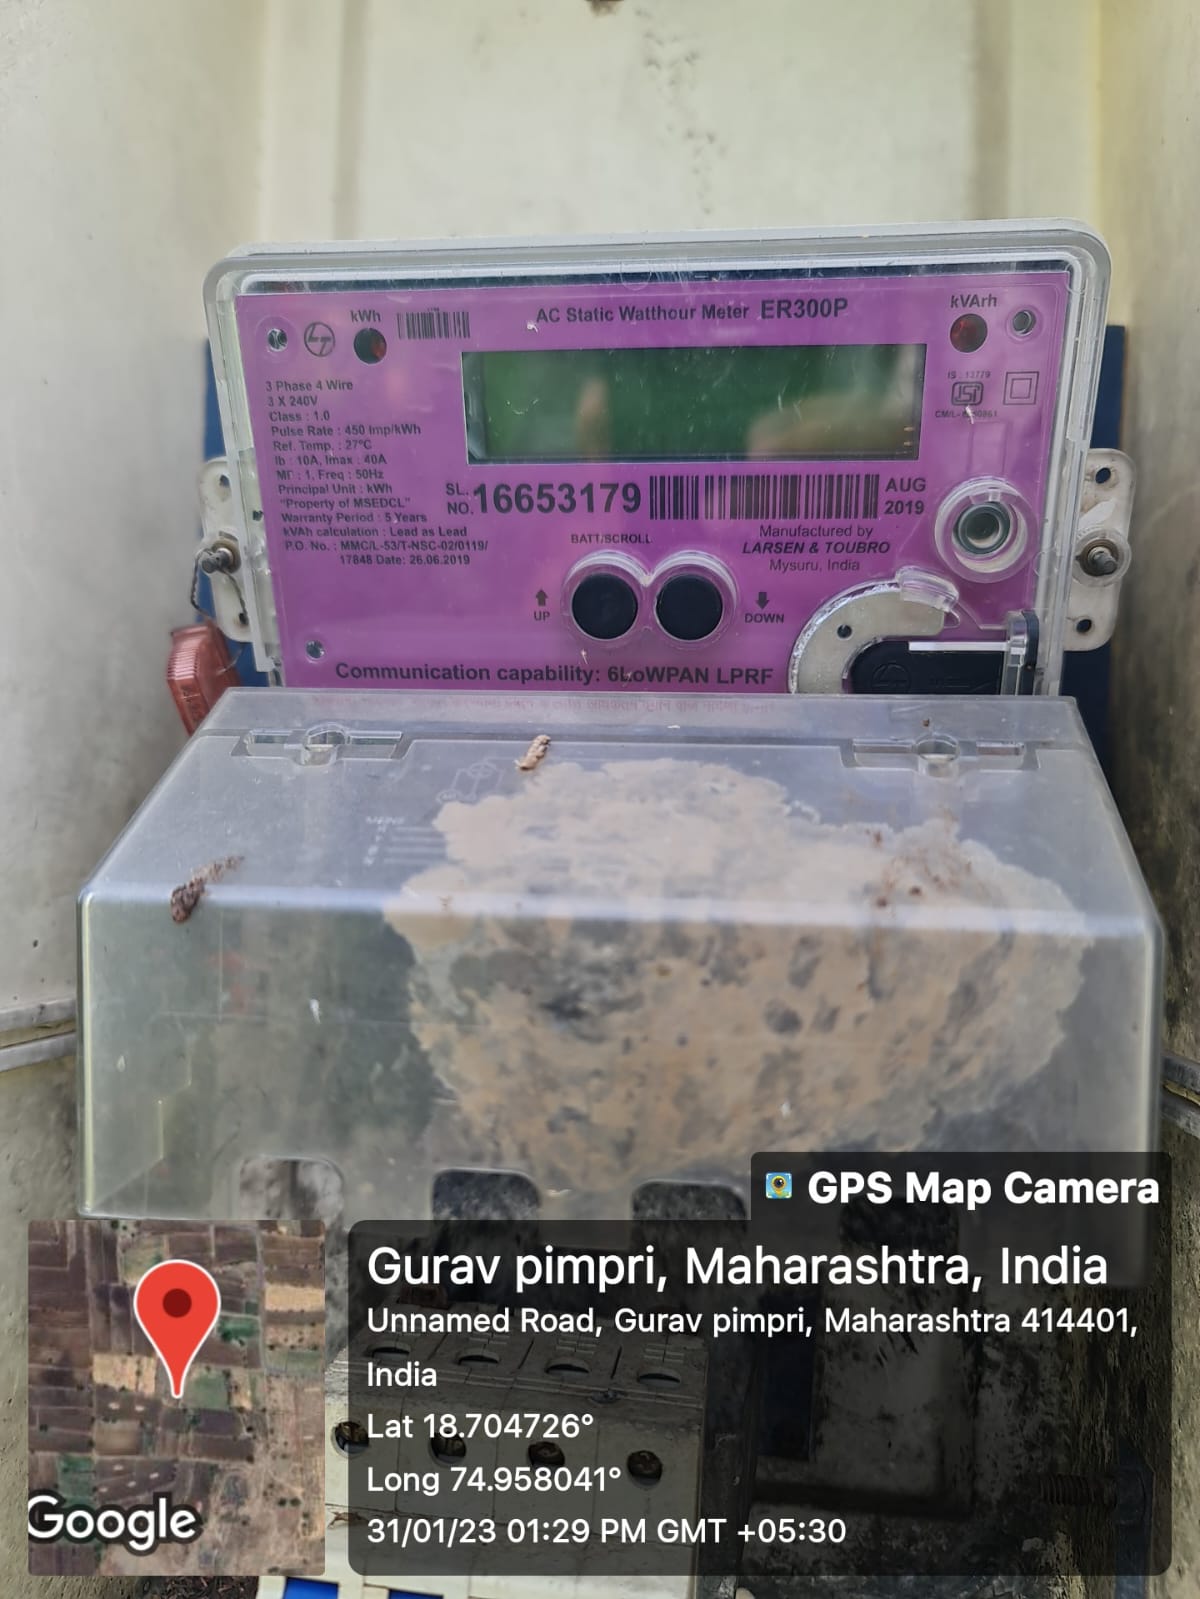 kWh
AC Static Watthour Meter ER300P
kVArh
3 Phase 4 Wire
3 X 240V
Class : 1.0
Pulse Rate : 450 Imp/kWh
Ref. Temp. : 27°C
Ib : 10A, Imax : 40A
MF : 1, Freq : 50Hz
Principal Unit : kWh
"Property of MSEDCL"
Warranty Period : 5 Years
kVAh calculation : Lead as Lead
P.O. No. : MMC/L-53/T-NSC-02/0119/
17848 Date: 26.06.2019
IS : 13779
CM/L-
SL. NO. 16653179
AUG 2019
Manufactured by
LARSEN & TOUBRO
Mysuru, India
BATT/SCROLL
UP
DOWN
Communication capability: 6LoWPAN LPRF
GPS Map Camera
Gurav pimpri, Maharashtra, India
Unnamed Road, Gurav pimpri, Maharashtra 414401,
India
Lat 18.704726°
Long 74.958041°
31/01/23 01:29 PM GMT +05:30
Google